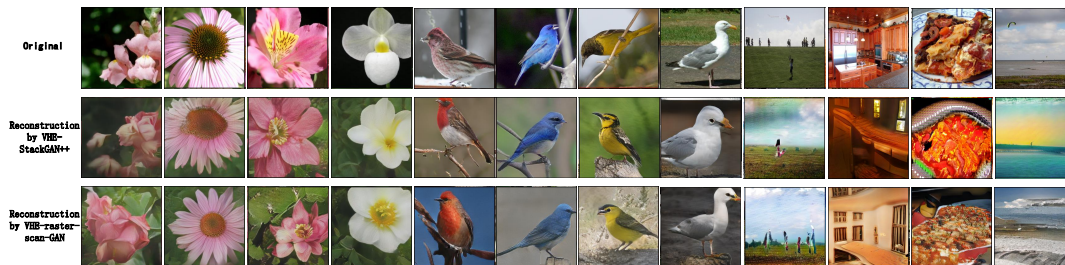 Original
Reconstruction
by VHE-
StackGAN++
Reconstruction
by VHE-raster-
scan-GAN